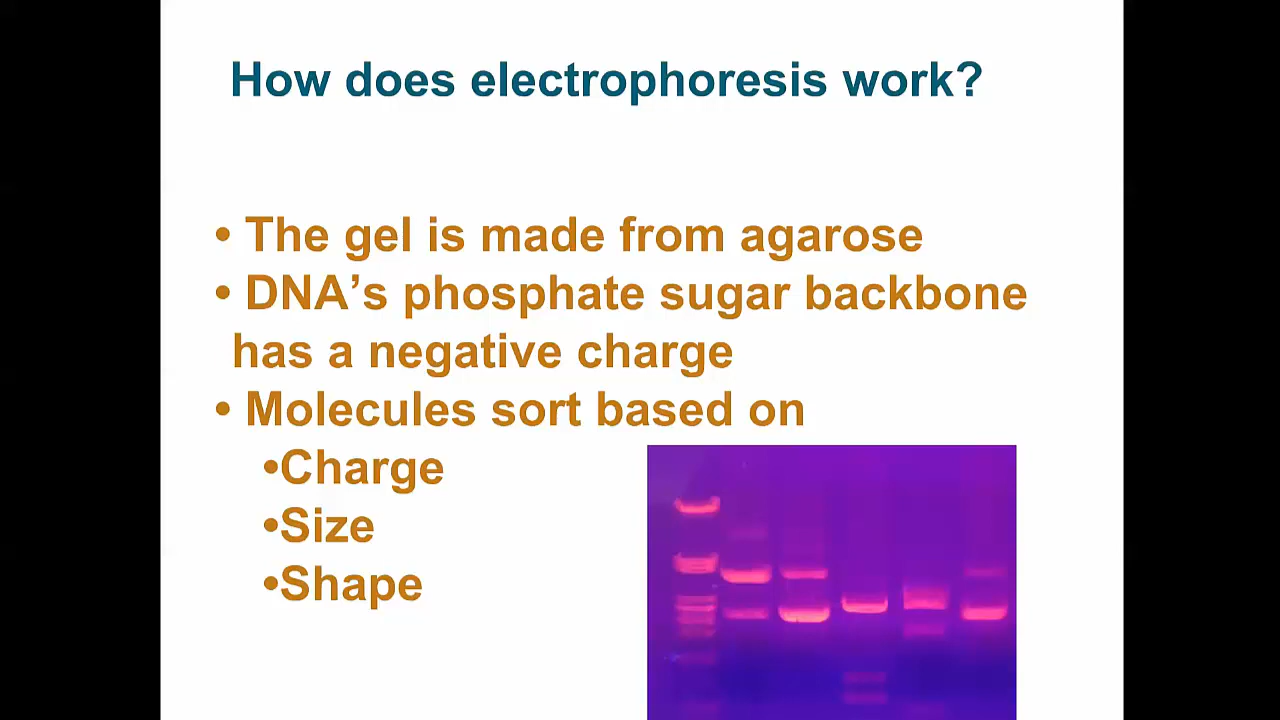 How does electrophoresis work?
• The gel is made from agarose
• DNA’s phosphate sugar backbone
has a negative charge
• Molecules sort based on
•Charge
•Size
•Shape